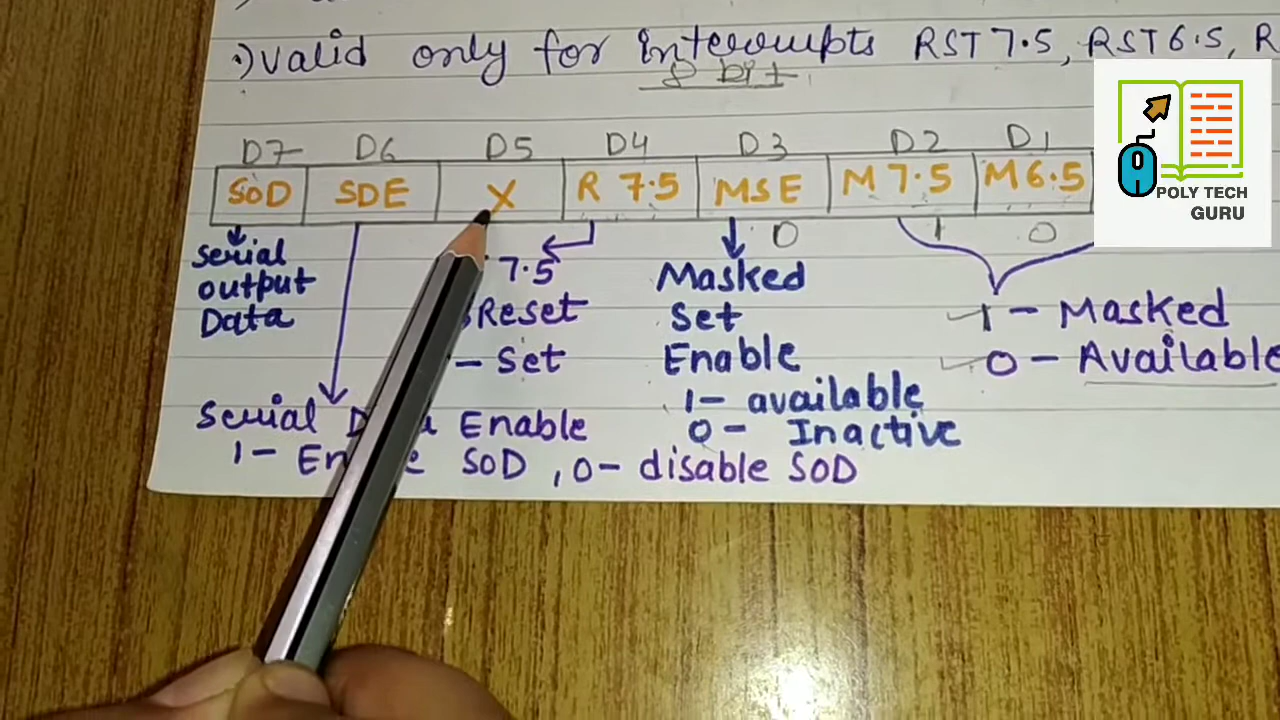 ·) Valid only for Interrupts RST 7.5, RST 6.5, R
8 bit
D7 D6 D5 D4 D3 D2 D1
SOD SDE X R 7.5 MSE M 7.5 M 6.5
0 1 0
Serial output Data
7.5 Reset
- Set
Masked Set Enable
1- available
0- Inactive
1 - Masked
0 - Available
Serial Enable
1- SOD, 0- disable SOD
POLY TECH
GURU